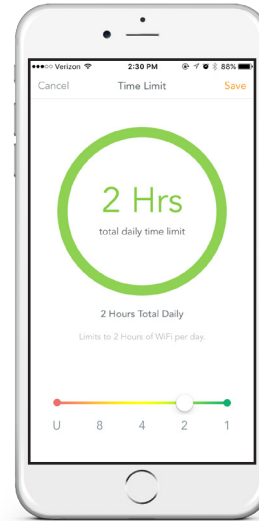 Verizon 2:30 PM 88%
Cancel Time Limit Save
2 Hrs
total daily time limit
2 Hours Total Daily
Limits to 2 Hours of WiFi per day.
U 8 4 2 1